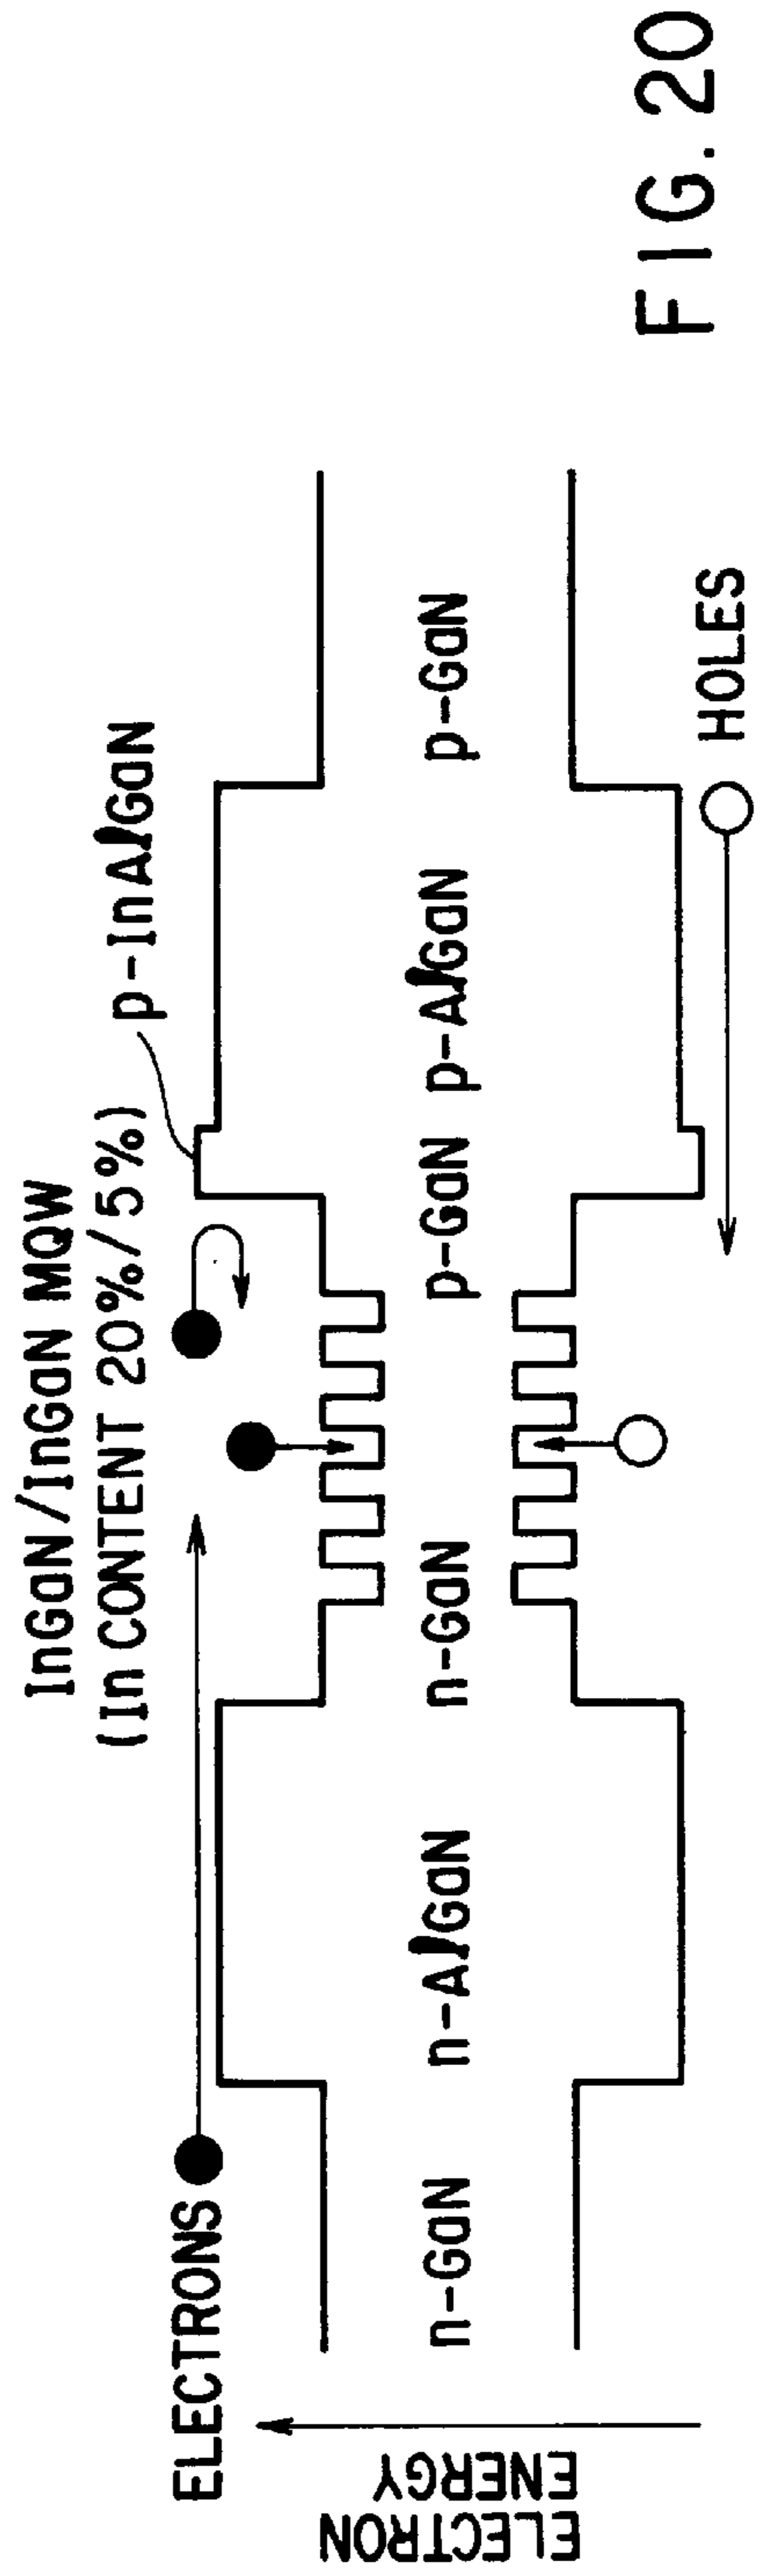 InGaN/InGaN MQW
(In CONTENT 20%/5%)
p-InAlGaN
ELECTRONS
n-GaN
n-AlGaN
n-GaN
p-GaN
p-AlGaN
p-GaN
HOLES
ELECTRON
ENERGY
FIG. 20